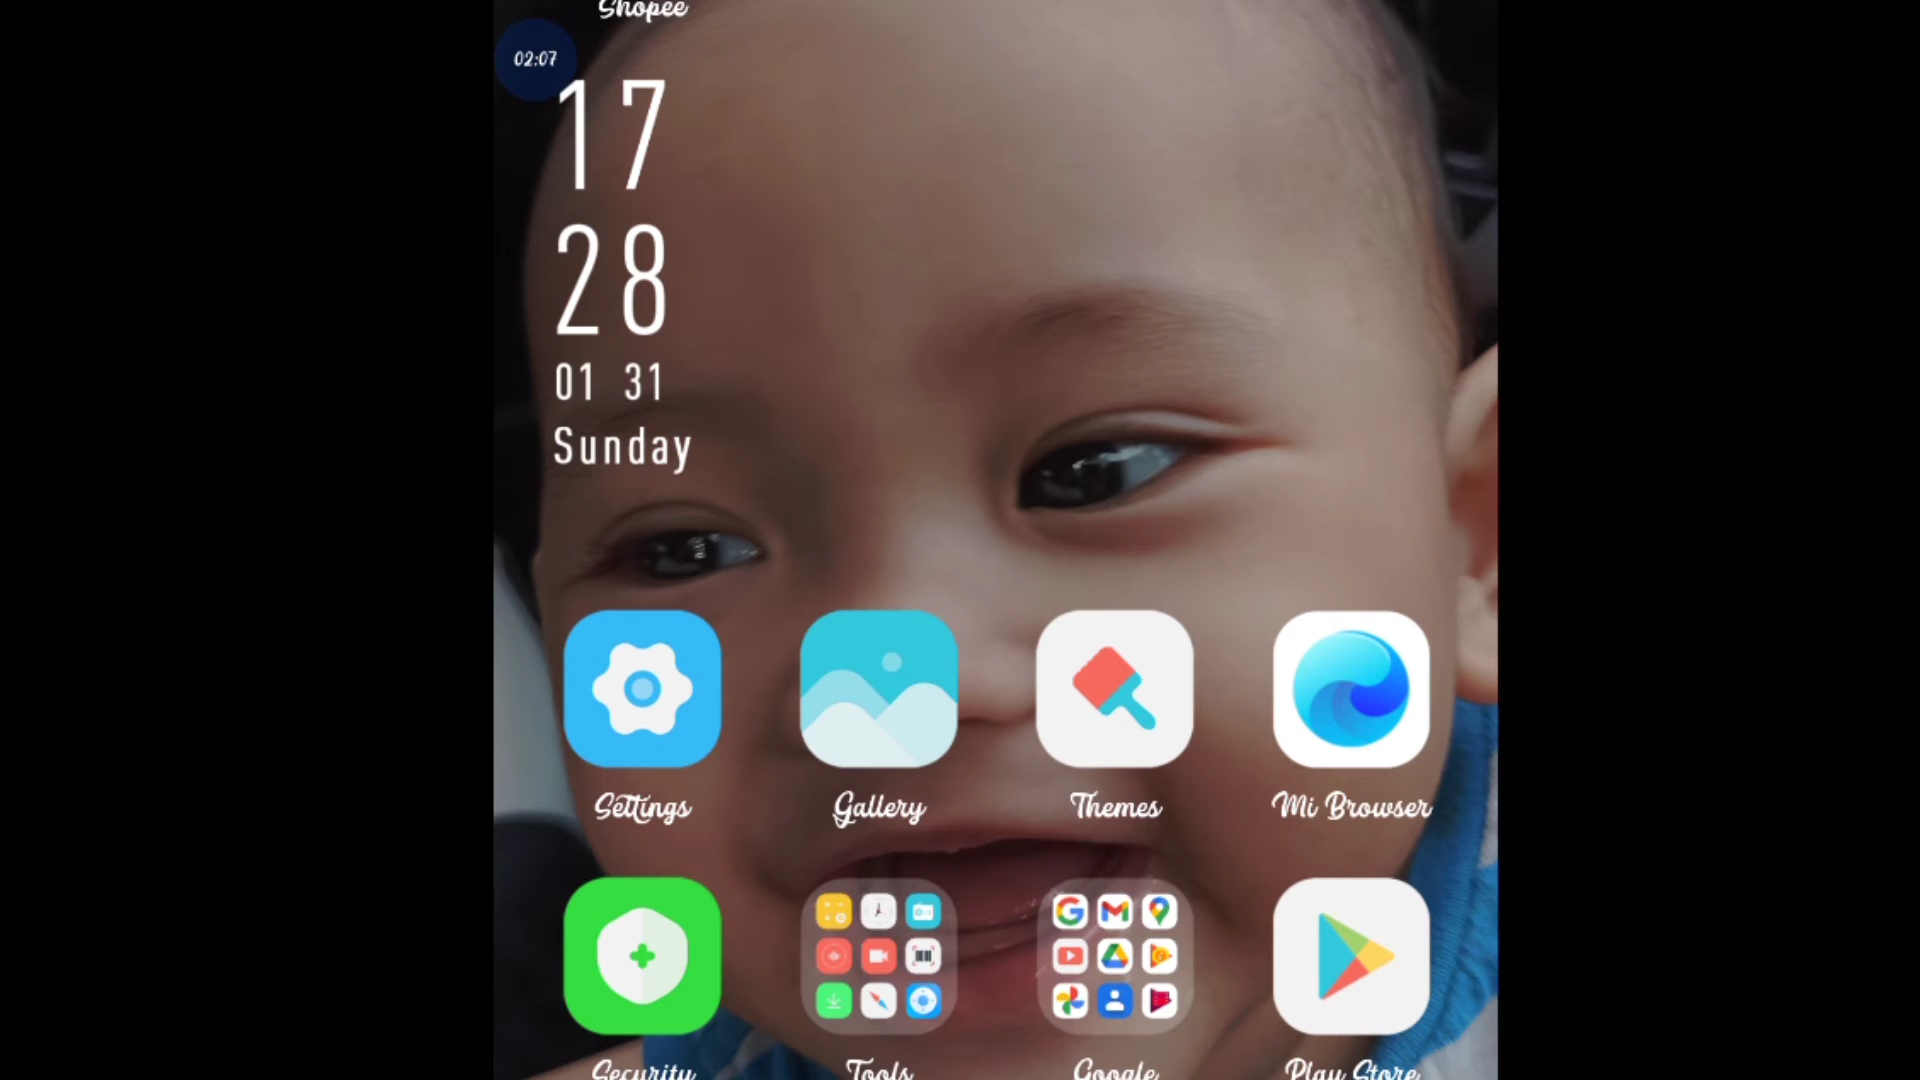 Shopee
02:07
17
28
01 31
Sunday
Settings Gallery Themes Mi Browser
Security Tools Google Play Store